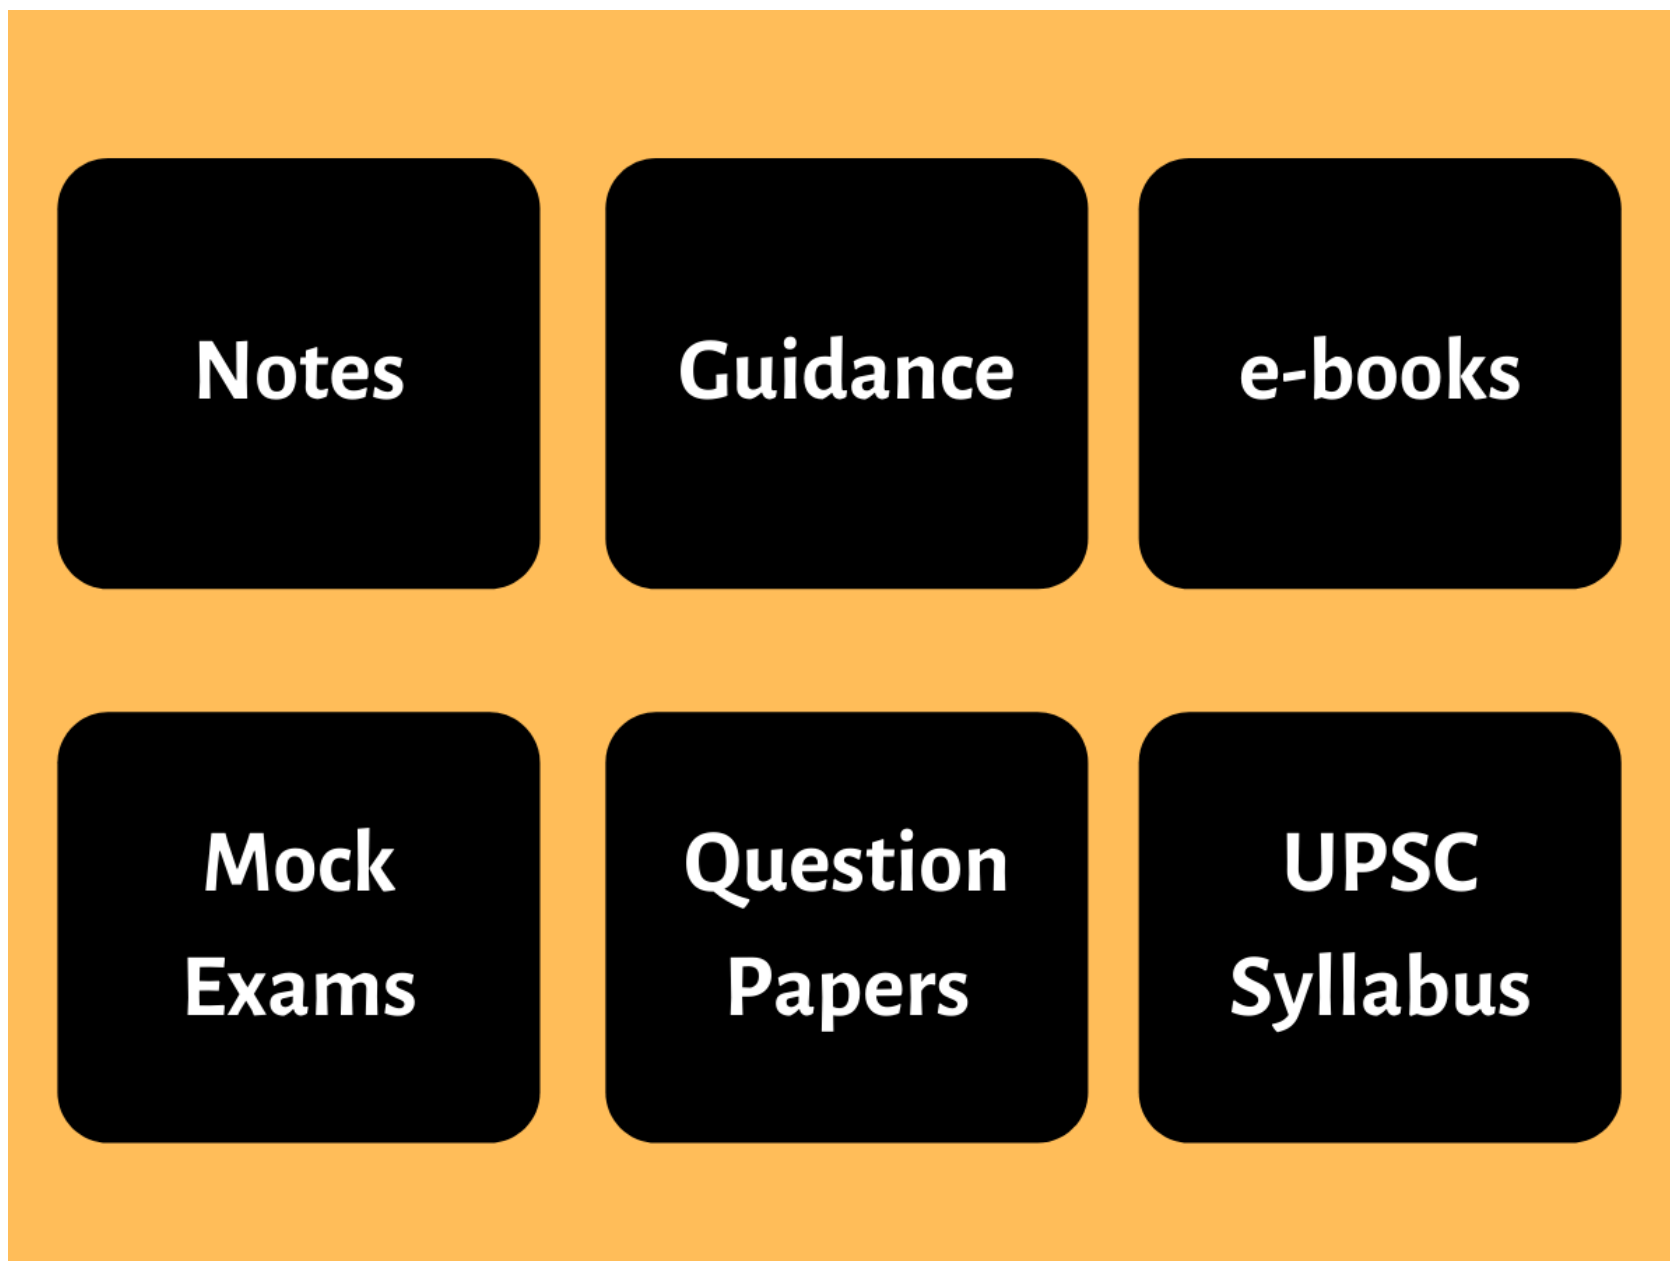 Notes
Guidance
e-books
Mock
Exams
Question
Papers
UPSC
Syllabus